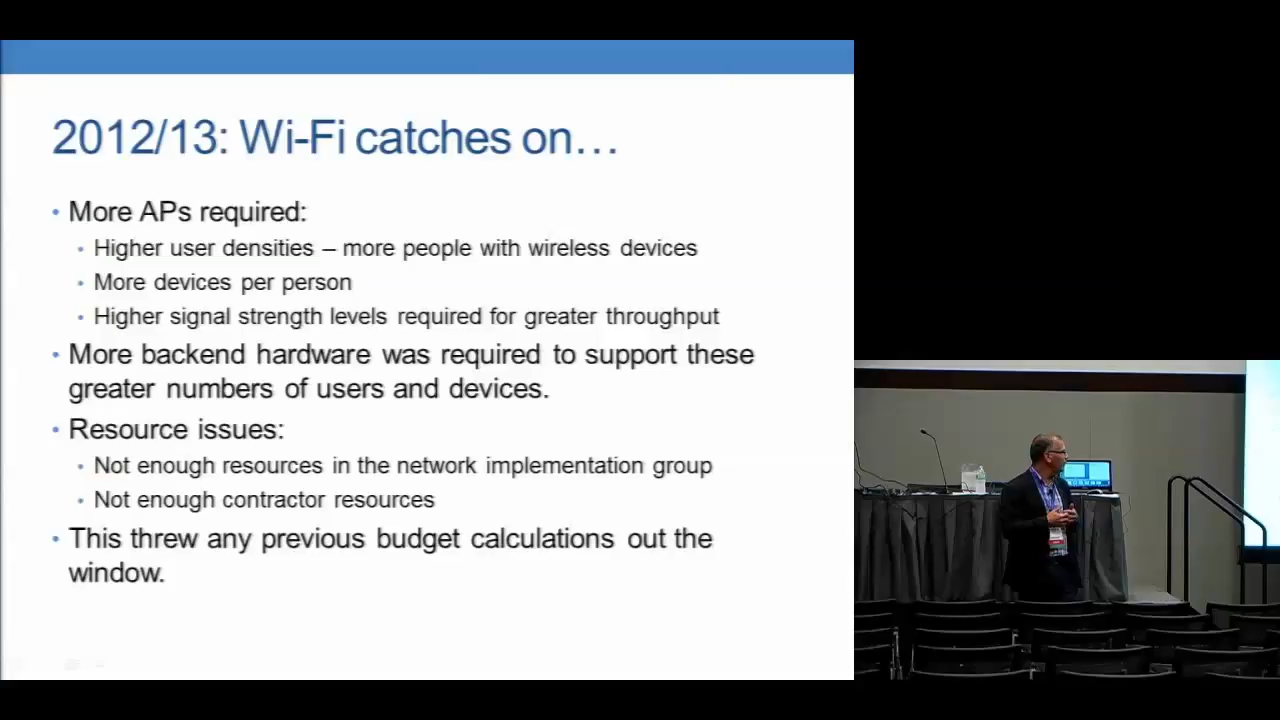 2012/13: Wi-Fi catches on…
• More APs required:
• Higher user densities – more people with wireless devices
• More devices per person
• Higher signal strength levels required for greater throughput
• More backend hardware was required to support these
greater numbers of users and devices.
• Resource issues:
• Not enough resources in the network implementation group
• Not enough contractor resources
• This threw any previous budget calculations out the
window.